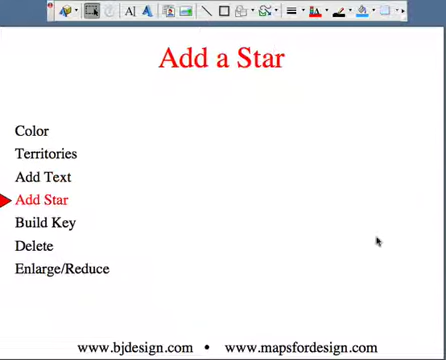 Add a Star
Color
Territories
Add Text
Add Star
Build Key
Delete
Enlarge/Reduce
www.bjdesign.com • www.mapsfordesign.com